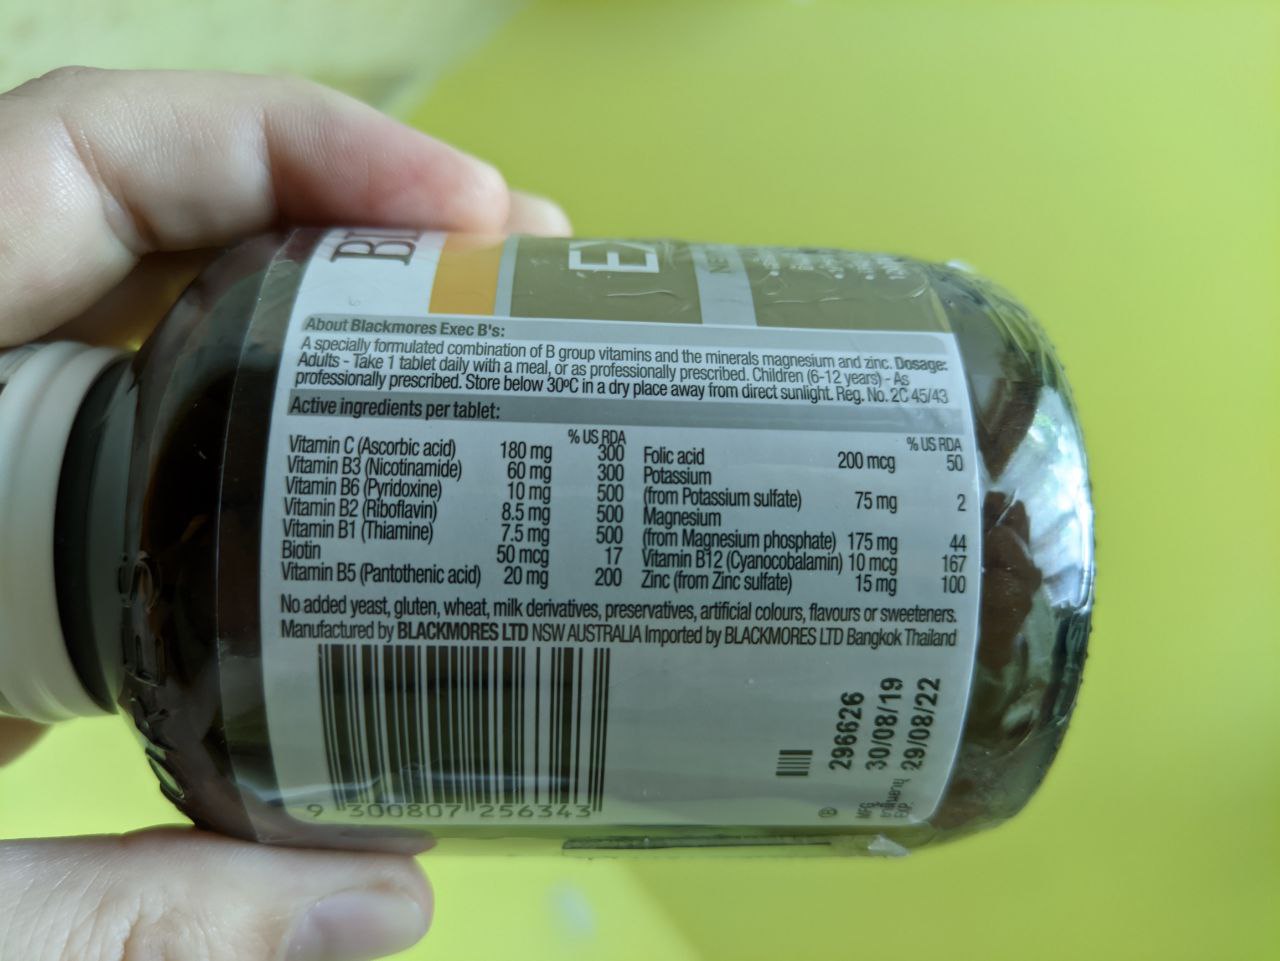 BL
EX
NE
About Blackmores Exec B's:
A specially formulated combination of B group vitamins and the minerals magnesium and zinc. Dosage:
Adults - Take 1 tablet daily with a meal, or as professionally prescribed. Children (6-12 years) - As
professionally prescribed. Store below 30ºC in a dry place away from direct sunlight. Reg. No. 2C 45/43
Active ingredients per tablet:
% US RDA
Vitamin C (Ascorbic acid) 180 mg 300
Vitamin B3 (Nicotinamide) 60 mg 300
Vitamin B6 (Pyridoxine) 10 mg 500
Vitamin B2 (Riboflavin) 8.5 mg 500
Vitamin B1 (Thiamine) 7.5 mg 500
Biotin 50 mcg 17
Vitamin B5 (Pantothenic acid) 20 mg 200
% US RDA
Folic acid 200 mcg 50
Potassium
(from Potassium sulfate) 75 mg 2
Magnesium
(from Magnesium phosphate) 175 mg 44
Vitamin B12 (Cyanocobalamin) 10 mcg 167
Zinc (from Zinc sulfate) 15 mg 100
No added yeast, gluten, wheat, milk derivatives, preservatives, artificial colours, flavours or sweeteners.
Manufactured by BLACKMORES LTD NSW AUSTRALIA Imported by BLACKMORES LTD Bangkok Thailand
9 300807 256343
296626
MFG. 30/08/19
EXP. 29/08/22